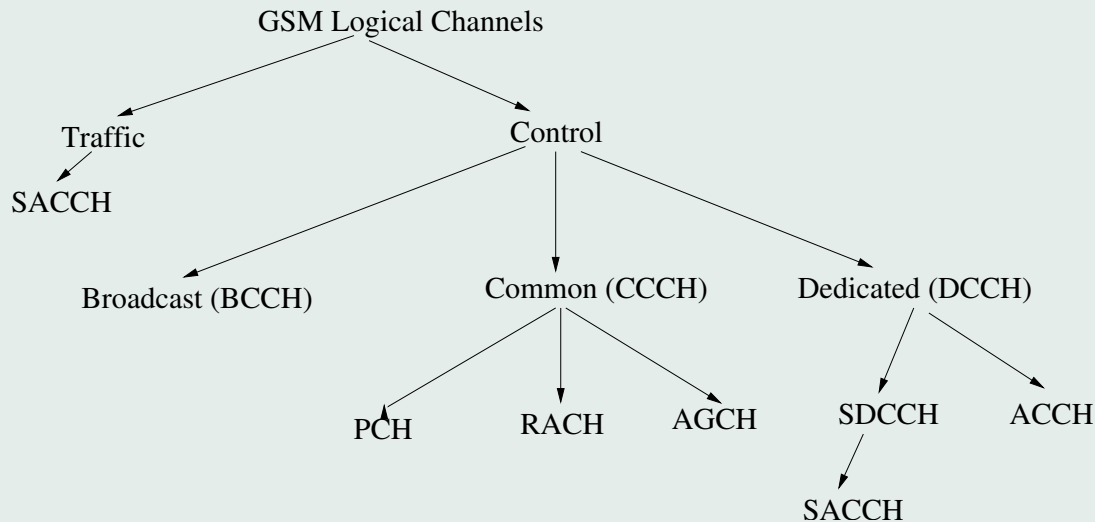 GSM Logical Channels
Traffic
Control
SACCH
Broadcast (BCCH)
Common (CCCH)
Dedicated (DCCH)
PCH
RACH
AGCH
SDCCH
ACCH
SACCH